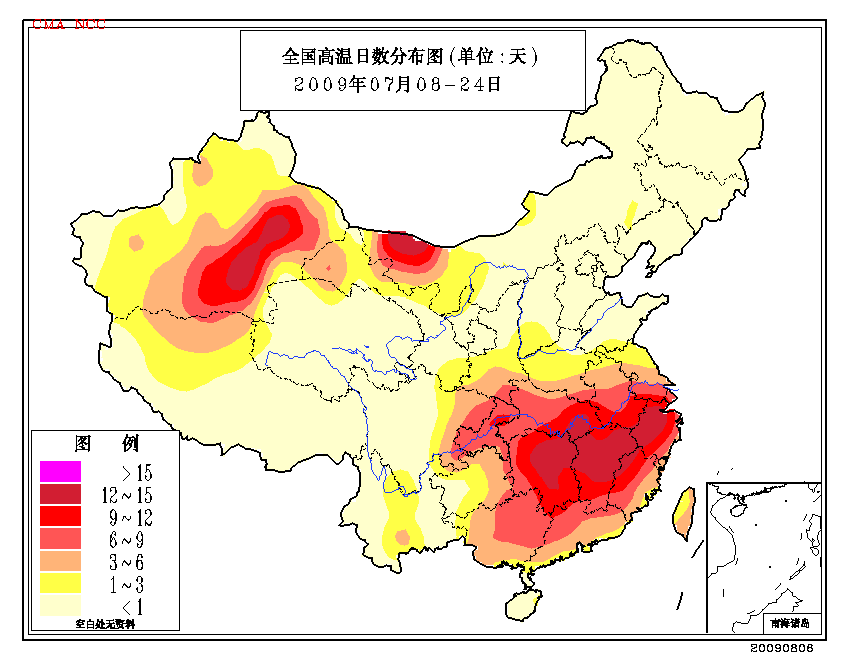 CMA NCC
全国高温日数分布图(单位:天)
2009年07月08-24日
图 例
>15
12~15
9~12
6~9
3~6
1~3
<1
空白处无资料
南海诸岛
20090806